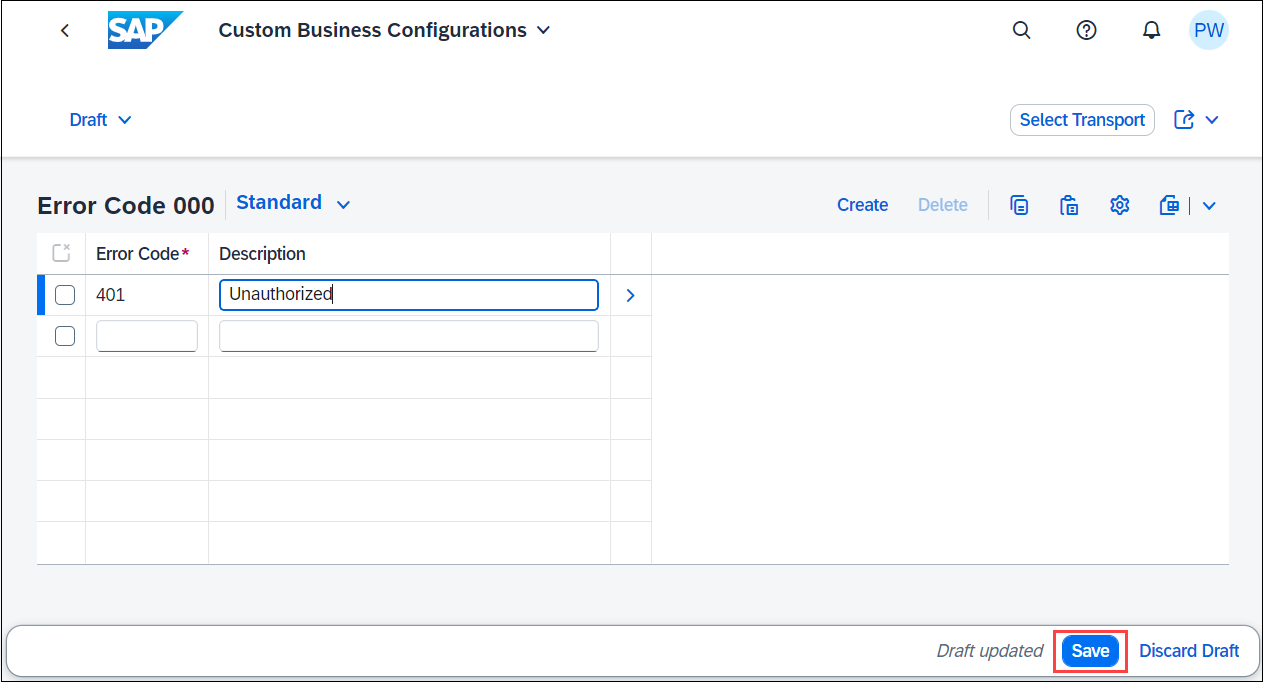 SAP Custom Business Configurations PW
Draft Select Transport
Error Code 000 Standard Create Delete
Error Code* Description
401 Unauthorized
Draft updated Save Discard Draft